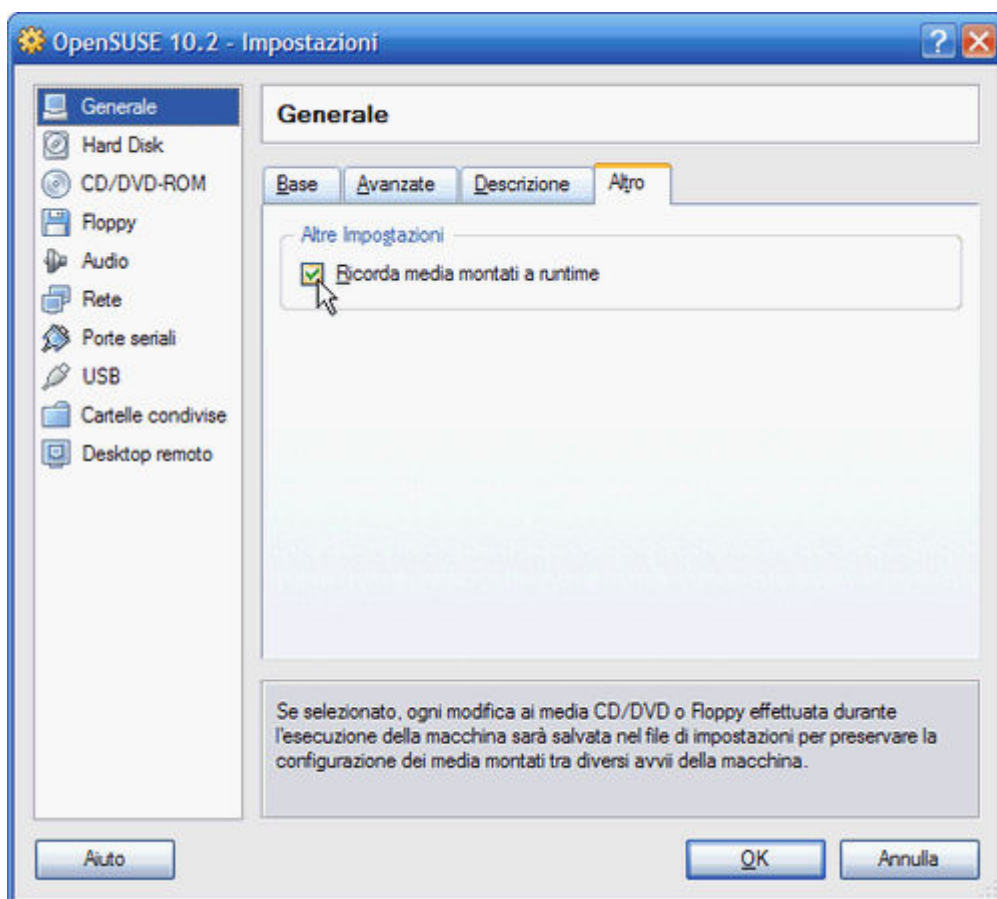 OpenSUSE 10.2 - Impostazioni
Generale
Hard Disk
CD/DVD-ROM
Floppy
Audio
Rete
Porte seriali
USB
Cartelle condivise
Desktop remoto
Generale
Base Avanzate Descrizione Altro
Altre Impostazioni
Ricorda media montati a runtime
Se selezionato, ogni modifica ai media CD/DVD o Floppy effettuata durante
l'esecuzione della macchina sarà salvata nel file di impostazioni per preservare la
configurazione dei media montati tra diversi avvii della macchina.
Aiuto
OK
Annulla